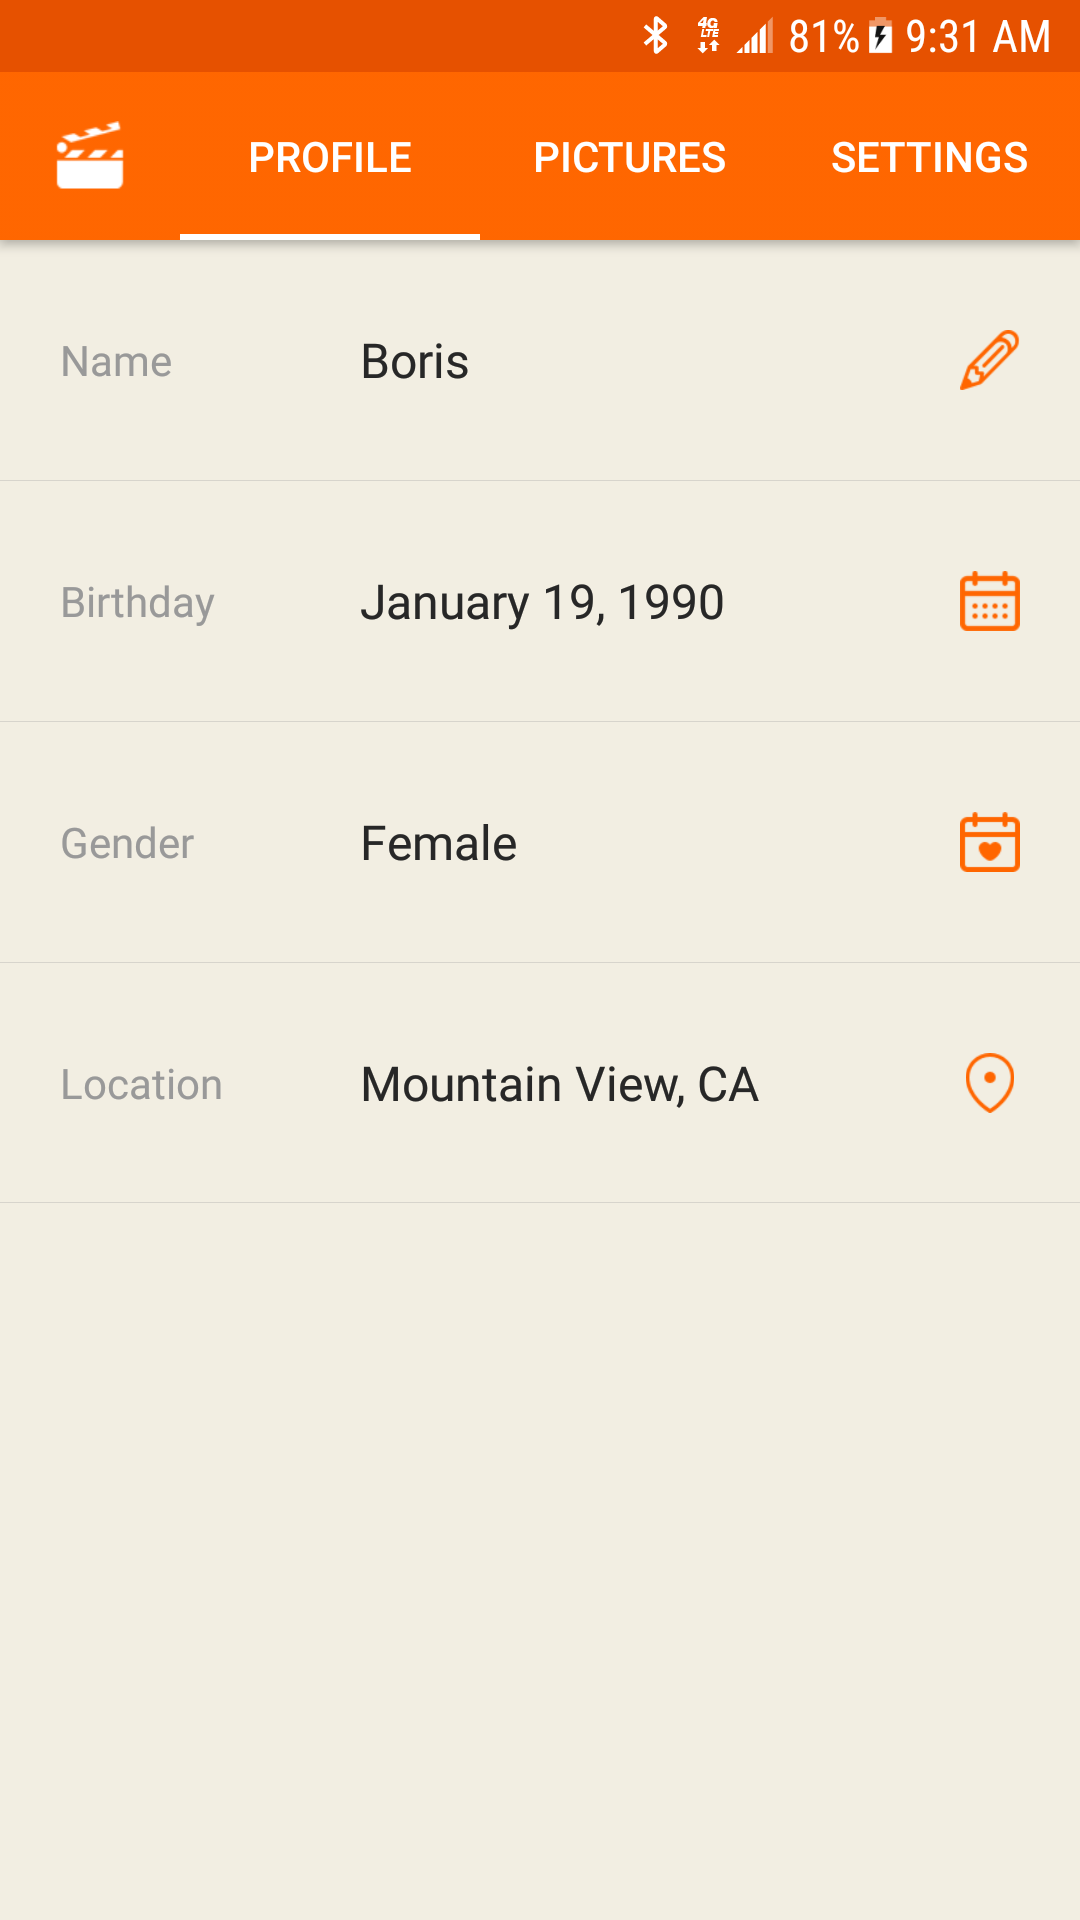 4G LTE 81% 9:31 AM
PROFILE PICTURES SETTINGS
Name Boris
Birthday January 19, 1990
Gender Female
Location Mountain View, CA